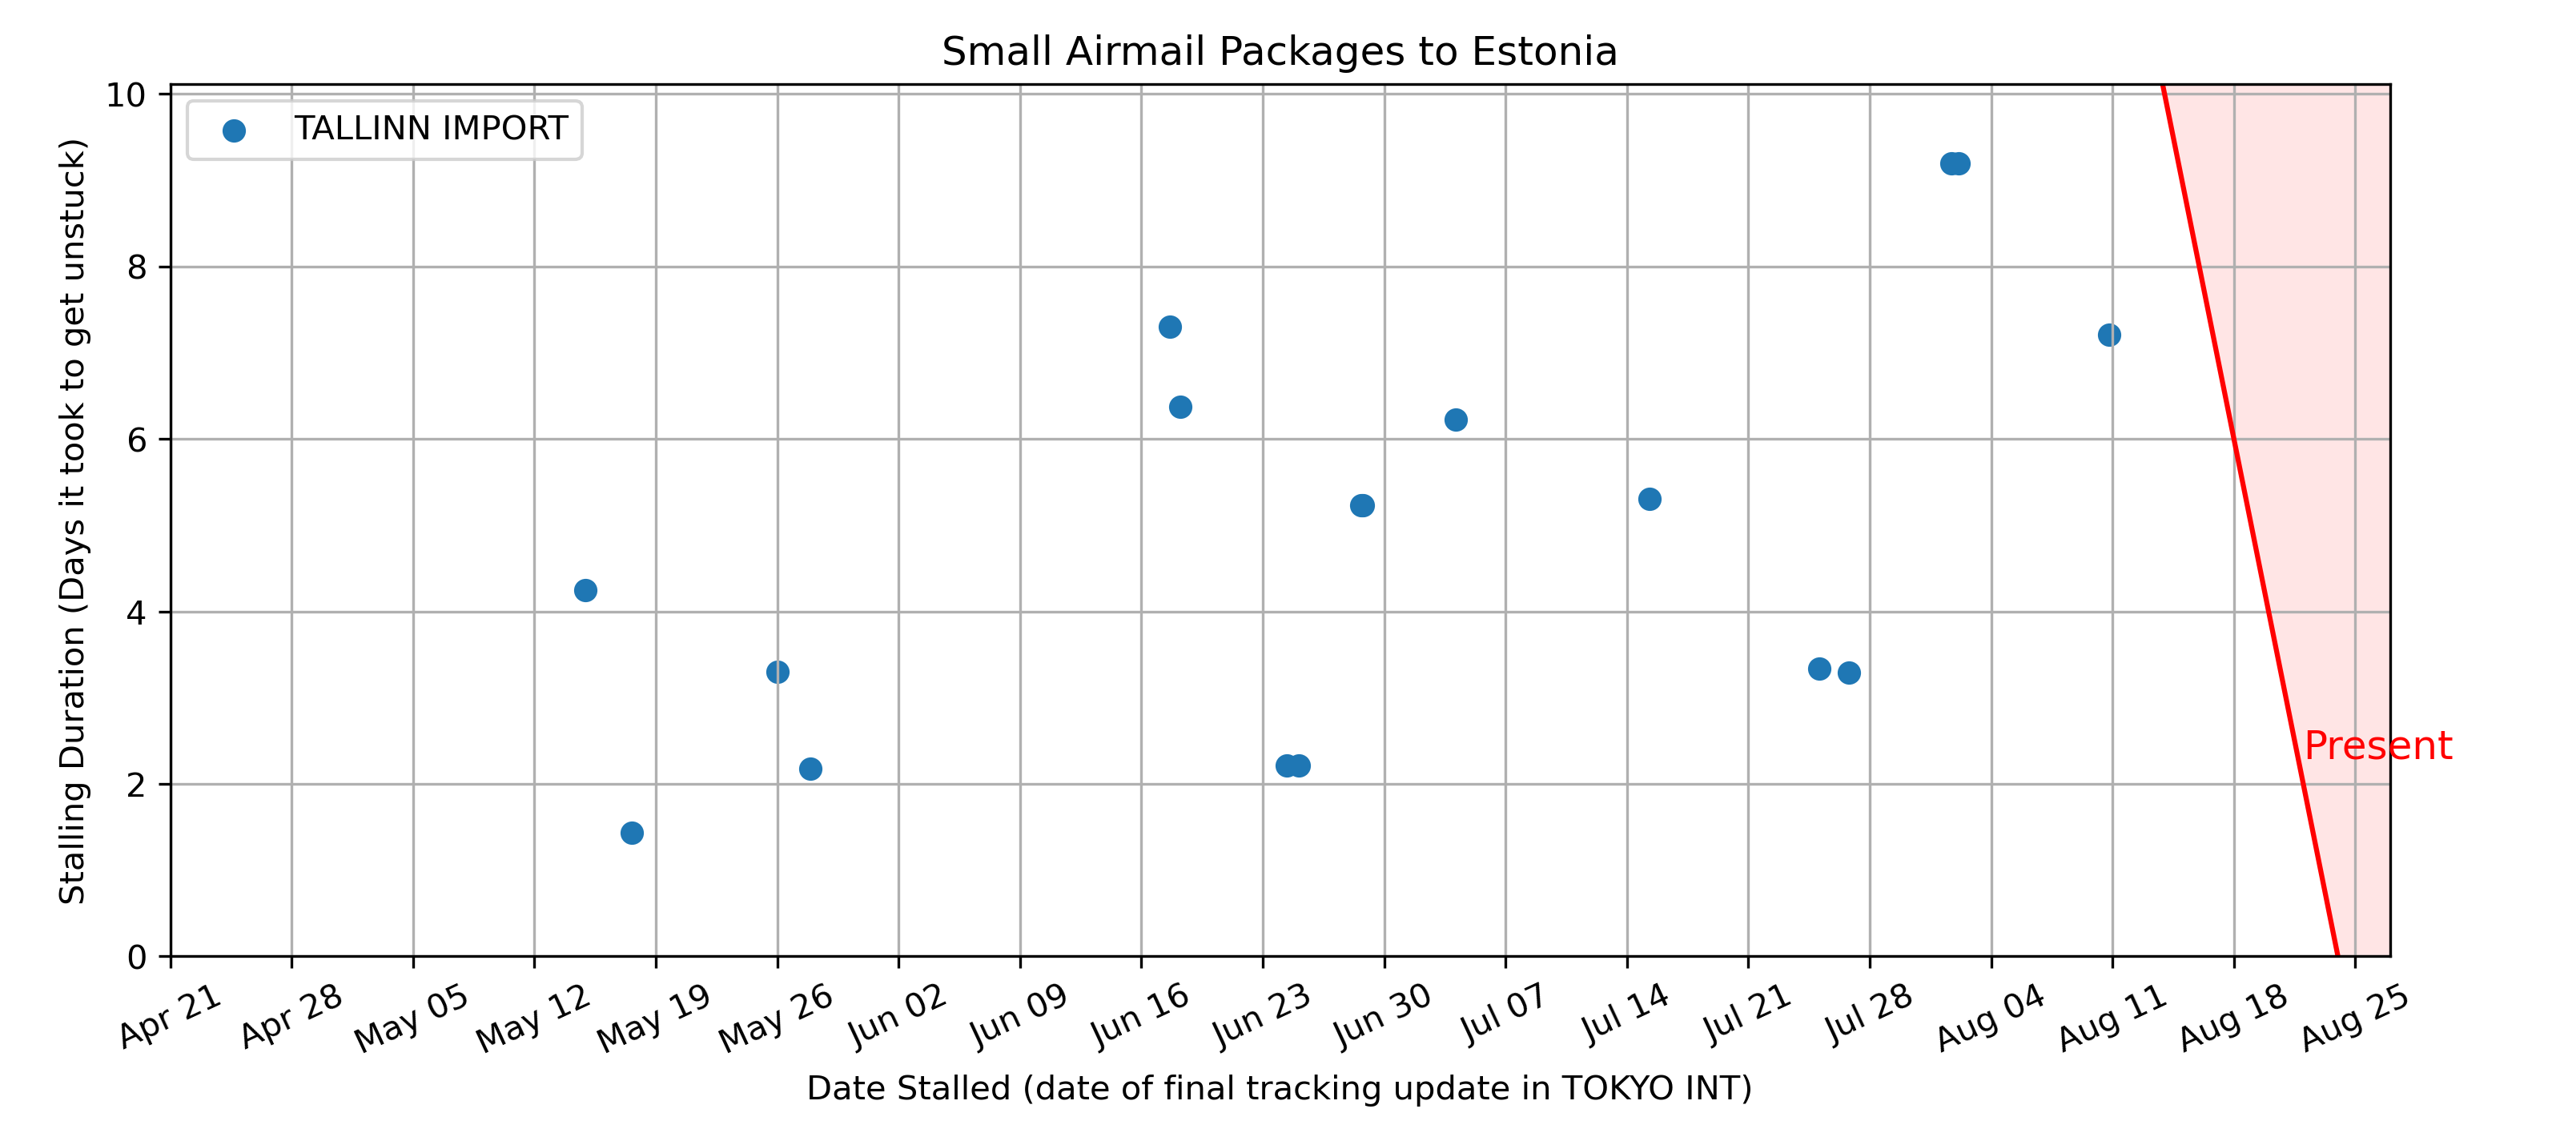 Small Airmail Packages to Estonia
TALLINN IMPORT
Stalling Duration (Days it took to get unstuck)
10
8
6
4
2
0
Present
Apr 21
Apr 28
May 05
May 12
May 19
May 26
Jun 02
Jun 09
Jun 16
Jun 23
Jun 30
Jul 07
Jul 14
Jul 21
Jul 28
Aug 04
Aug 11
Aug 18
Aug 25
Date Stalled (date of final tracking update in TOKYO INT)